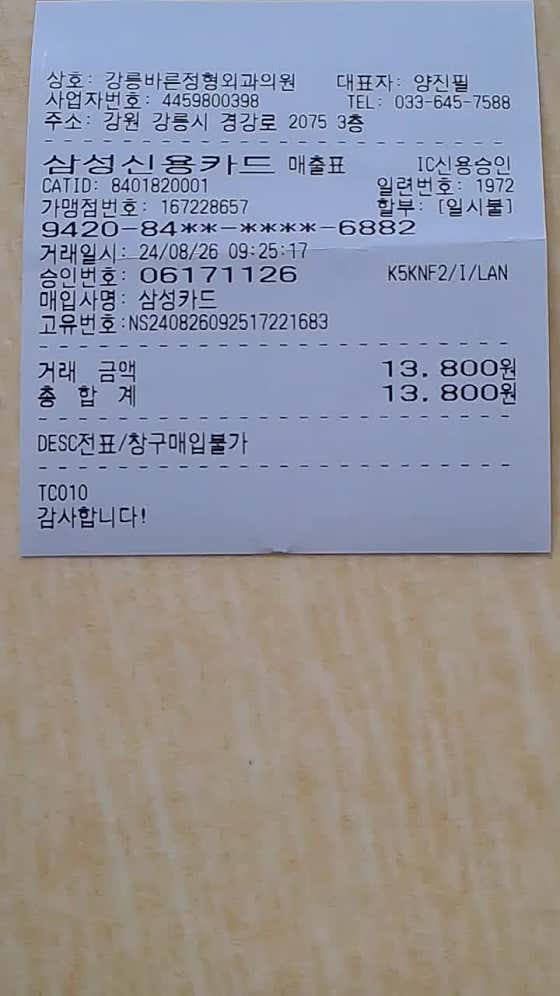 상호: 강릉바른정형외과의원 대표자: 양진필
사업자번호: 4459800398 TEL: 033-645-7588
주소: 강원 강릉시 경강로 2075 3층
삼성신용카드 매출표 IC신용승인
CATID: 8401820001 일련번호: 1972
가맹점번호: 167228657 할부: [일시불]
9420-84**-****-6882
거래일시: 24/08/26 09:25:17
승인번호: 06171126 K5KNF2/I/LAN
매입사명: 삼성카드
고유번호:NS240826092517221683
거래 금액 13,800원
총 합 계 13,800원
DESC전표/창구매입불가
TC010
감사합니다!